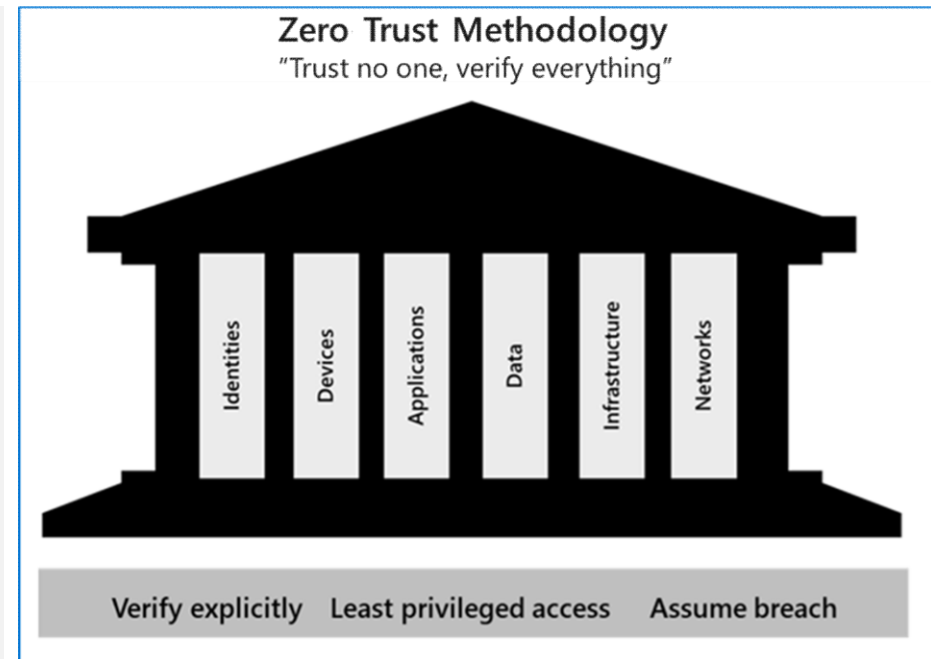 Zero Trust Methodology
“Trust no one, verify everything”
Identities
Devices
Applications
Data
Infrastructure
Networks
Verify explicitly Least privileged access Assume breach